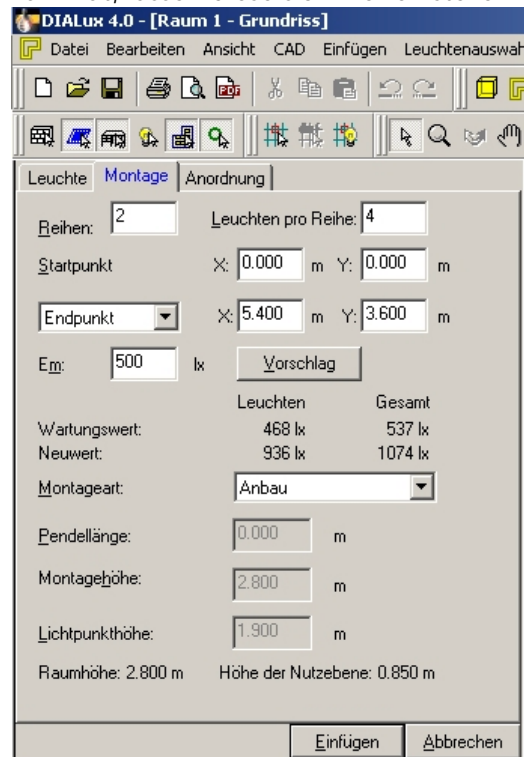 DIALux 4.0 - [Raum 1 - Grundriss]
Datei Bearbeiten Ansicht CAD Einfügen Leuchtenauswah
PDF
Leuchte Montage Anordnung
Reihen: 2 Leuchten pro Reihe: 4
Startpunkt X: 0.000 m Y: 0.000 m
Endpunkt X: 5.400 m Y: 3.600 m
Em: 500 lx Vorschlag
Leuchten Gesamt
Wartungswert: 468 lx 537 lx
Neuwert: 936 lx 1074 lx
Montageart: Anbau
Pendellänge: 0.000 m
Montagehöhe: 2.800 m
Lichtpunkthöhe: 1.900 m
Raumhöhe: 2.800 m Höhe der Nutzebene: 0.850 m
Einfügen Abbrechen